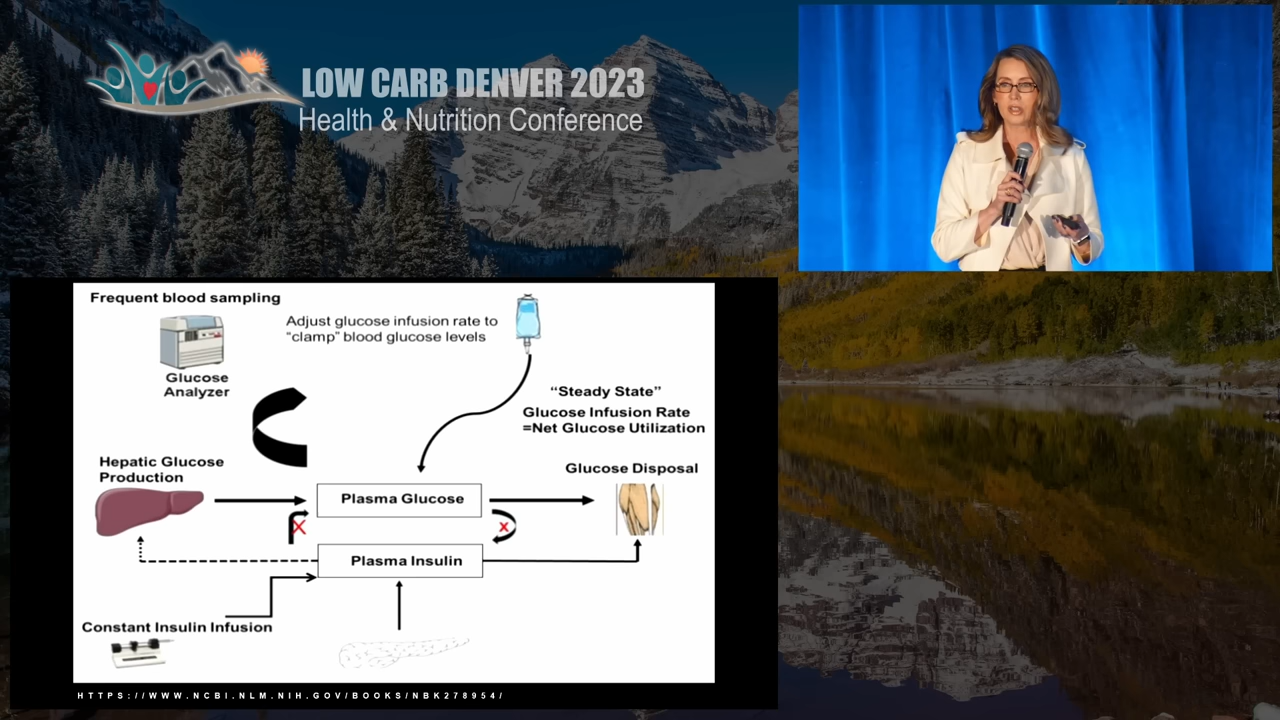 LOW CARB DENVER 2023
Health & Nutrition Conference
Frequent blood sampling
Adjust glucose infusion rate to
“clamp” blood glucose levels
Glucose
Analyzer
“Steady State”
Glucose Infusion Rate
=Net Glucose Utilization
Hepatic Glucose
Production
Glucose Disposal
Plasma Glucose
X
x
Plasma Insulin
Constant Insulin Infusion
HTTPS://WWW.NCBI.NLM.NIH.GOV/BOOKS/NBK278954/